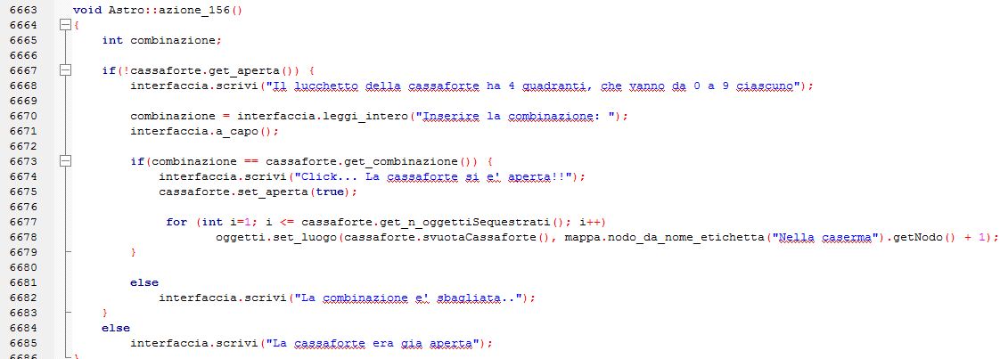 6663 void Astro::azione_156()
6664 {
6665 int combinazione;
6666
6667 if(!cassaforte.get_aperta()) {
6668 interfaccia.scrivi("Il lucchetto della cassaforte ha 4 quadranti, che vanno da 0 a 9 ciascuno");
6669
6670 combinazione = interfaccia.leggi_intero("Inserire la combinazione: ");
6671 interfaccia.a_capo();
6672
6673 if(combinazione == cassaforte.get_combinazione()) {
6674 interfaccia.scrivi("Click... La cassaforte si e' aperta!!");
6675 cassaforte.set_aperta(true);
6676
6677 for (int i=1; i <= cassaforte.get_n_oggettiSequestrati(); i++)
6678 oggetti.set_luogo(cassaforte.svuotaCassaforte(), mappa.nodo_da_nome_etichetta("Nella caserma").getNodo() + 1);
6679 }
6680
6681 else
6682 interfaccia.scrivi("La combinazione e' sbagliata..");
6683 }
6684 else
6685 interfaccia.scrivi("La cassaforte era gia aperta");
6686 }